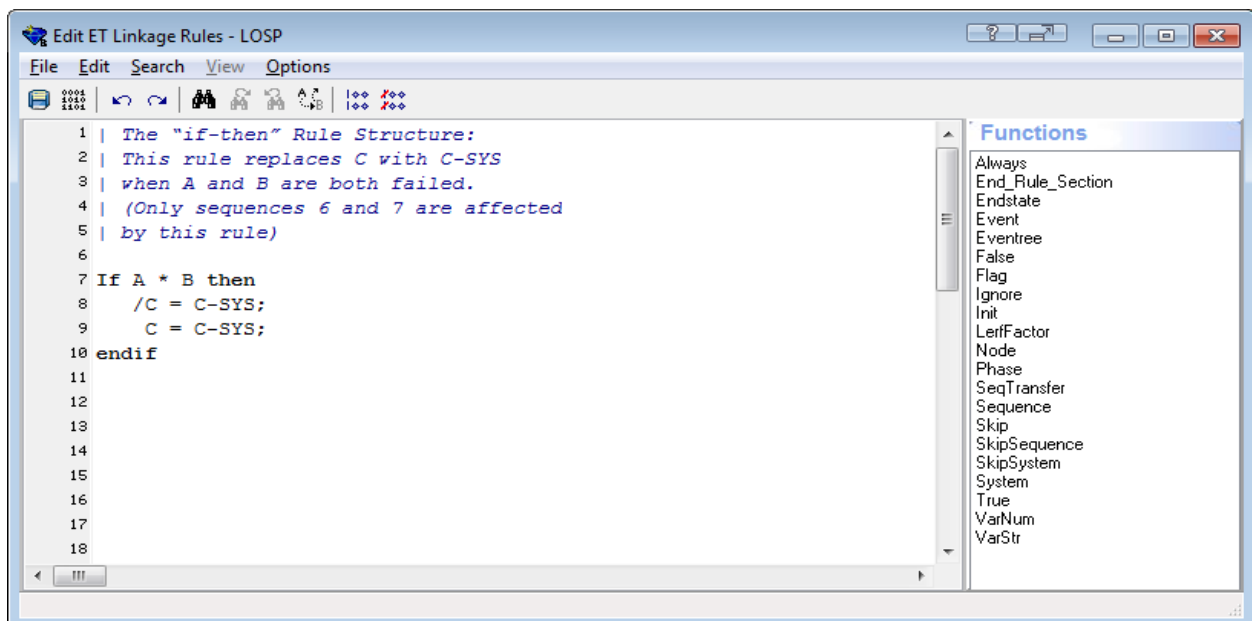 Edit ET Linkage Rules - LOSP
File Edit Search View Options
1 | The "if-then” Rule Structure:
2 | This rule replaces C with C-SYS
3 | when A and B are both failed.
4 | (Only sequences 6 and 7 are affected
5 | by this rule)
6
7 If A * B then
8 /C = C-SYS;
9 C = C-SYS;
10 endif
11
12
13
14
15
16
17
18
Functions
Always
End_Rule_Section
Endstate
Event
Eventree
False
Flag
Ignore
Init
LerfFactor
Node
Phase
SeqTransfer
Sequence
Skip
SkipSequence
SkipSystem
System
True
VarNum
VarStr